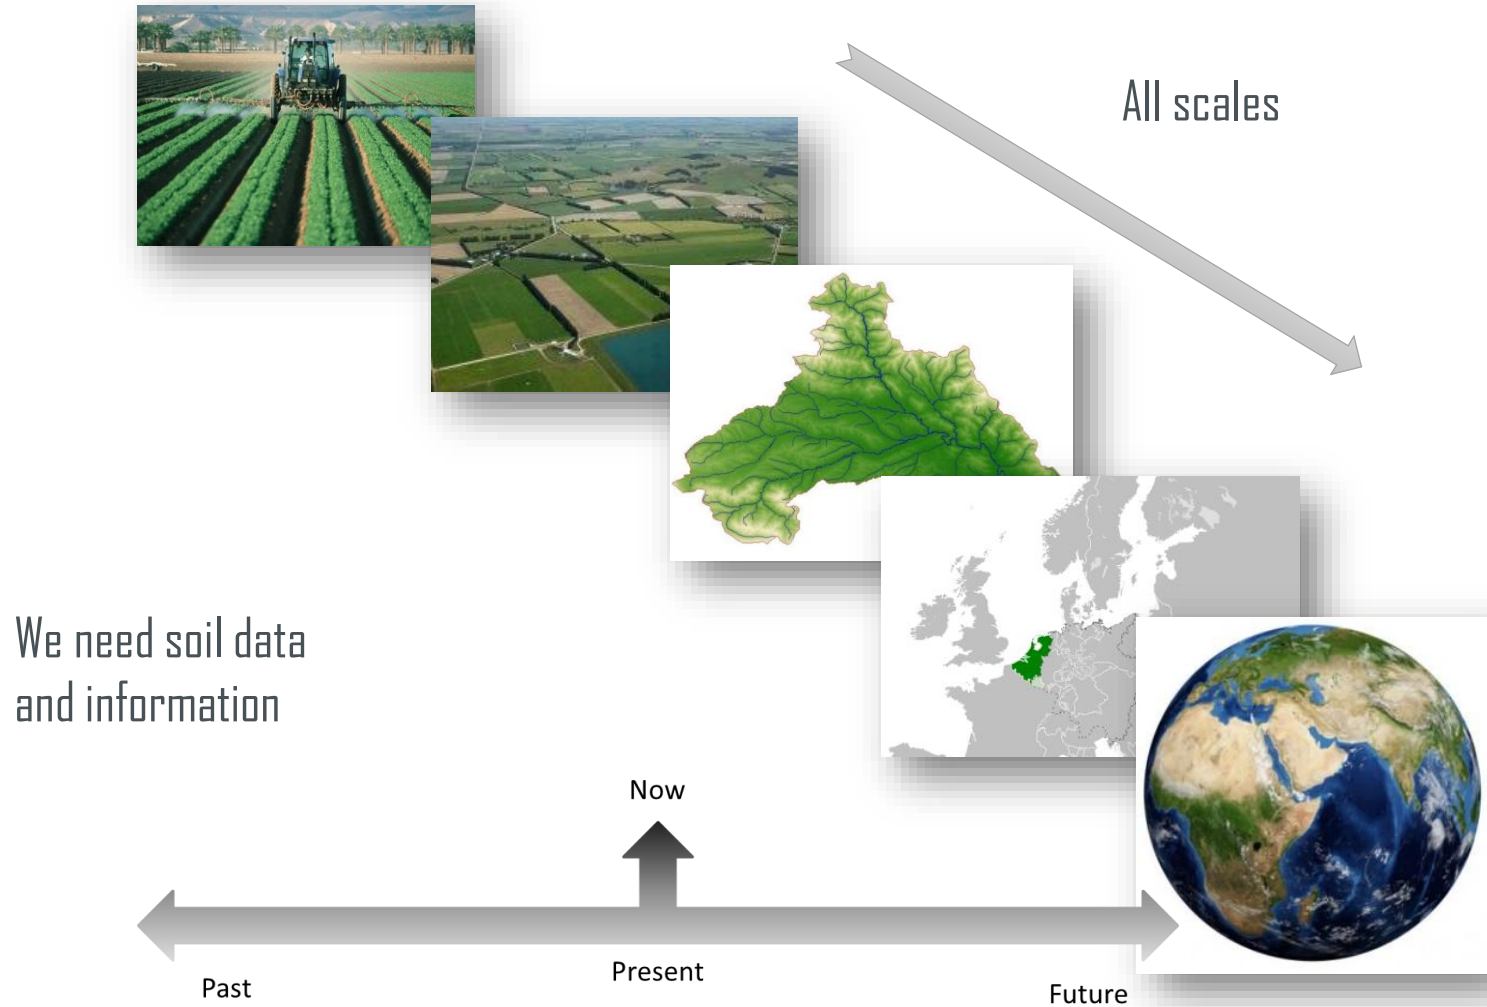 All scales
We need soil data
and information
Now
Past
Present
Future